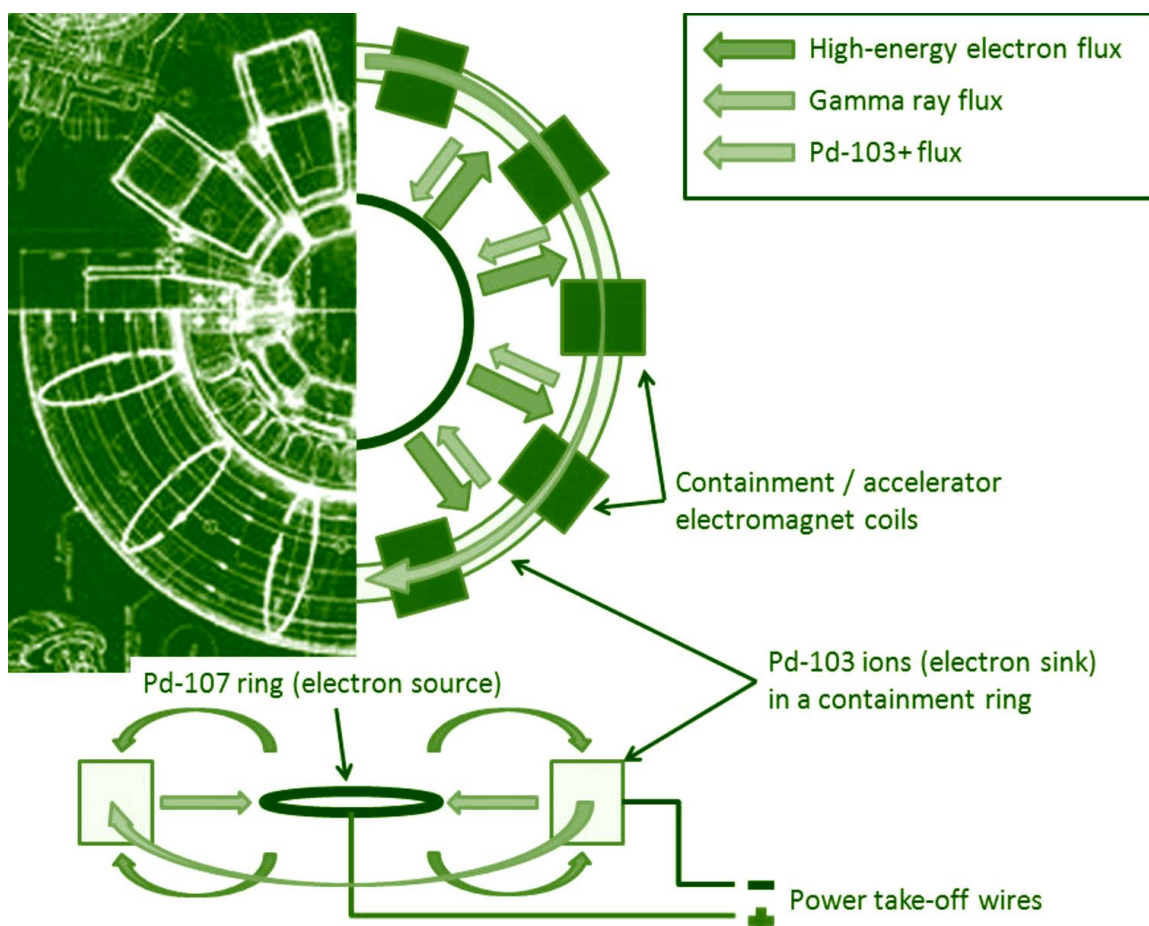 High-energy electron flux
Gamma ray flux
Pd-103+ flux
Containment / accelerator
electromagnet coils
Pd-103 ions (electron sink)
in a containment ring
Pd-107 ring (electron source)
Power take-off wires